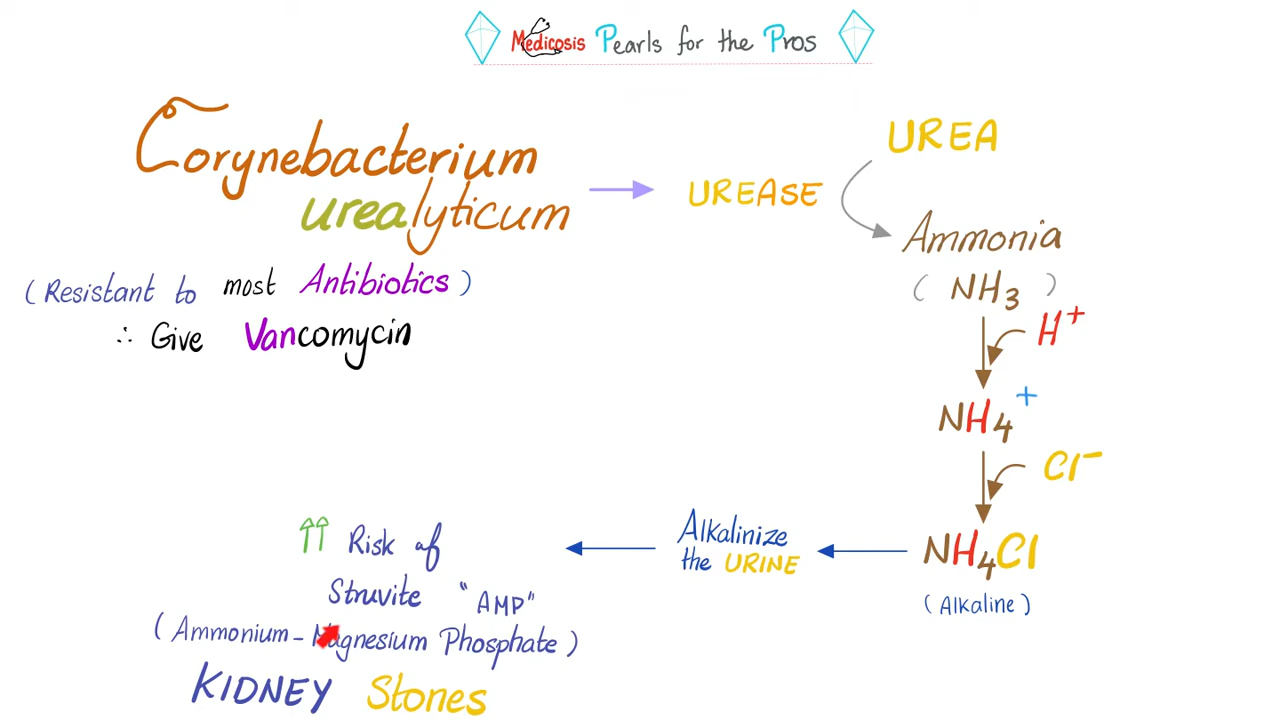 Medicosis Pearls for the Pros
Corynebacterium
urealyticum
(Resistant to most Antibiotics)
∴ Give Vancomycin
UREASE
UREA
Ammonia
(NH3)
H+
NH4+
Cl-
NH4Cl
(Alkaline)
Alkalinize
the URINE
↑↑ Risk of
Struvite "AMP"
(Ammonium-Magnesium Phosphate)
KIDNEY Stones